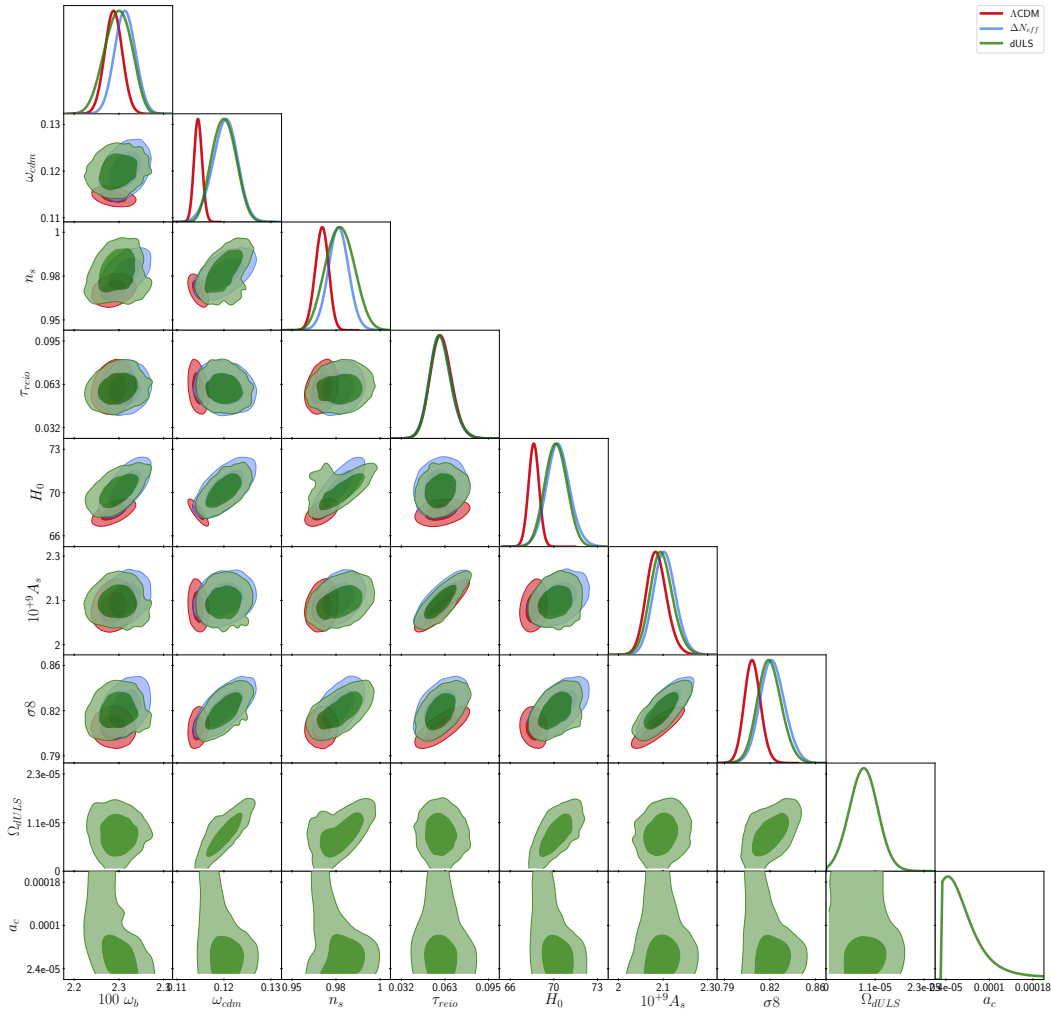 ΛCDM
ΔN_eff
dULS
0.13
0.12
0.11
ω_cdm
1
0.98
0.95
n_s
0.095
0.063
0.032
τ_reio
73
70
66
H_0
2.3
2.1
2
10^{+9}A_s
0.86
0.82
0.79
σ8
2.3e-05
1.1e-05
0
Ω_dULS
0.00018
0.0001
2.4e-05
a_c
2.2 2.3 2.3 0.11 0.12 0.13 0.95 0.98 1 0.032 0.063 0.095 66 70 73 2 2.1 2.30 0.79 0.82 0.86 1.1e-05 0.0001 0.00018
100 ω_b ω_cdm n_s τ_reio H_0 10^{+9}A_s σ8 Ω_dULS a_c